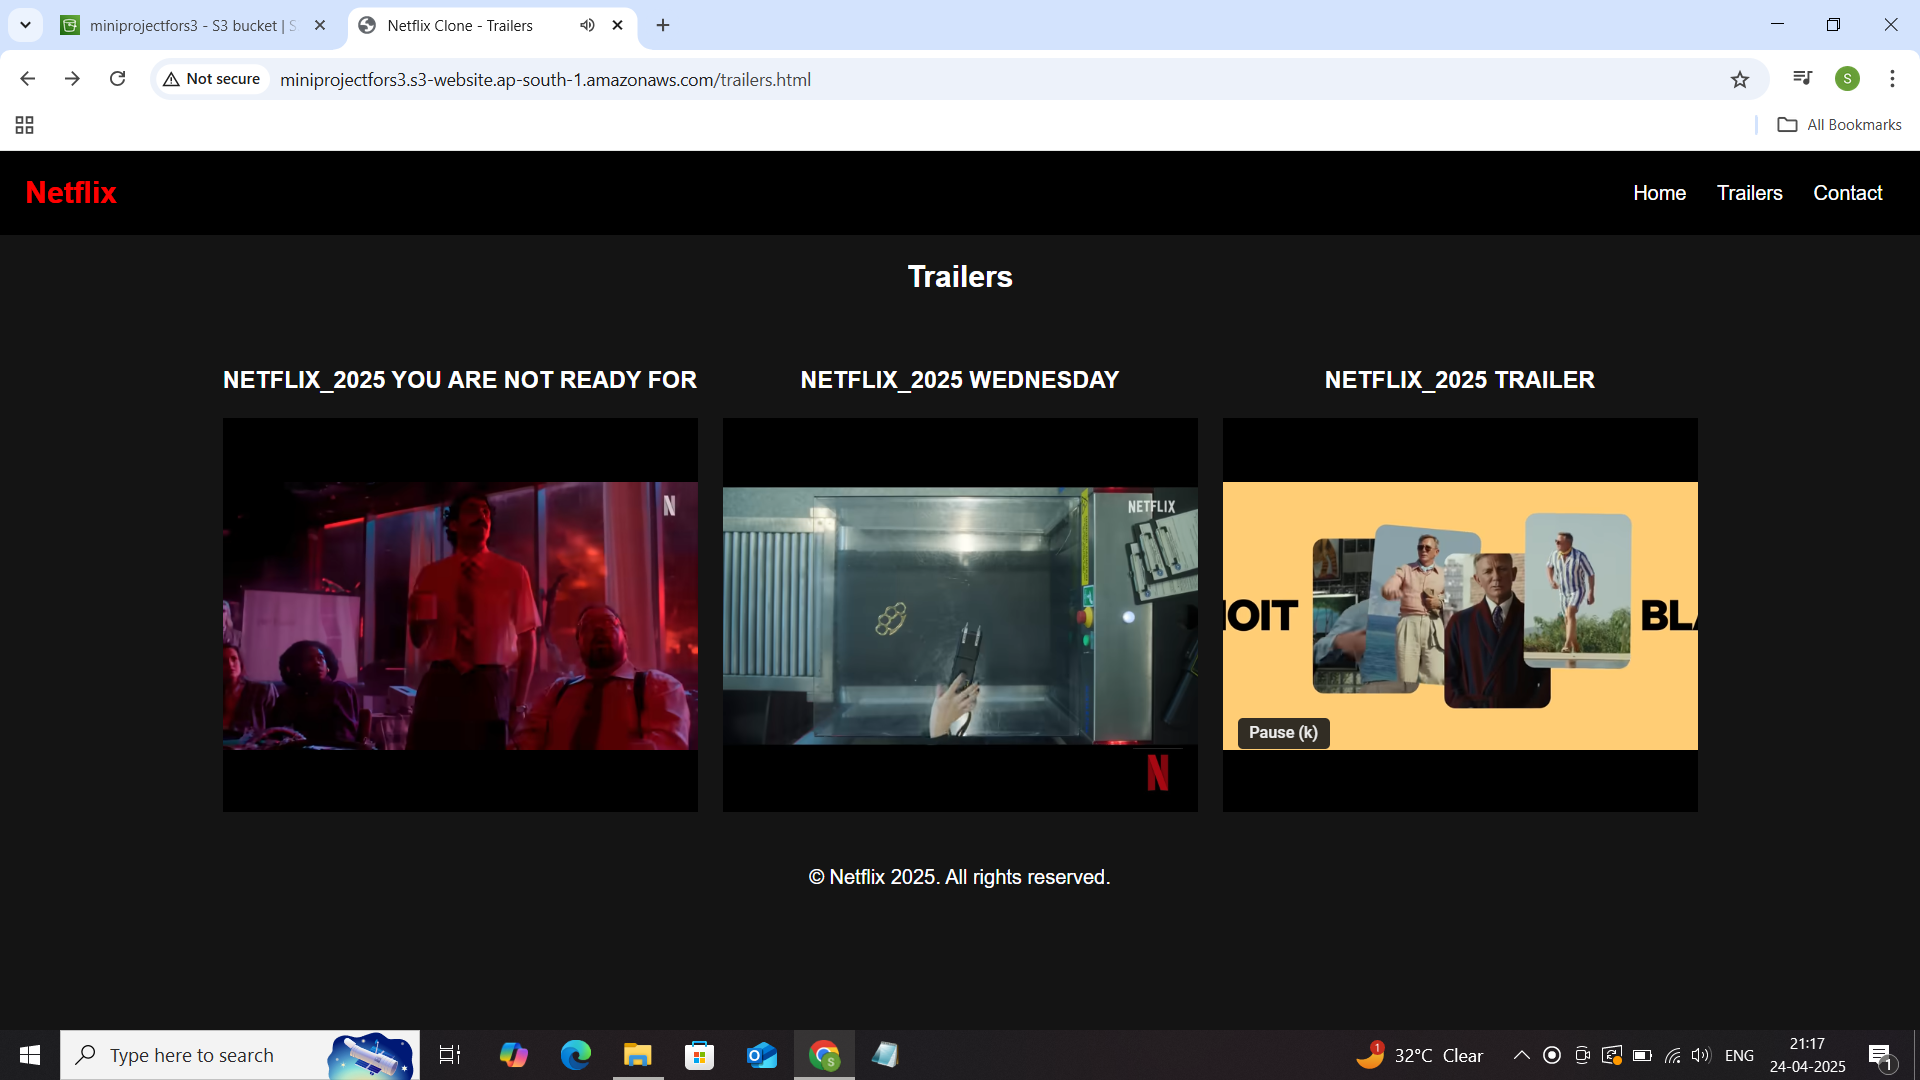 miniprojectfors3 - S3 bucket | S
Netflix Clone - Trailers
Not secure
miniprojectfors3.s3-website.ap-south-1.amazonaws.com/trailers.html
S
All Bookmarks
Netflix
Home
Trailers
Contact
Trailers
NETFLIX_2025 YOU ARE NOT READY FOR
NETFLIX_2025 WEDNESDAY
NETFLIX_2025 TRAILER
N
NETFLIX
OIT
BL
Pause (k)
N
© Netflix 2025. All rights reserved.
Type here to search
S
1
32°C Clear
ENG
21:17
24-04-2025
1